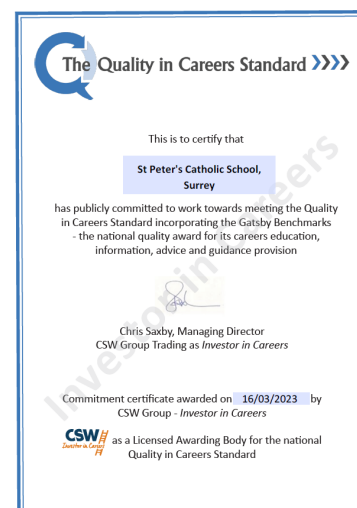 The Quality in Careers Standard
This is to certify that
St Peter's Catholic School,
Surrey
has publicly committed to work towards meeting the Quality
in Careers Standard incorporating the Gatsby Benchmarks
- the national quality award for its careers education,
information, advice and guidance provision
Chris Saxby, Managing Director
CSW Group Trading as Investor in Careers
Commitment certificate awarded on 16/03/2023 by
CSW Group - Investor in Careers
CSW
Investor in Careers
as a Licensed Awarding Body for the national
Quality in Careers Standard
Investor in Careers